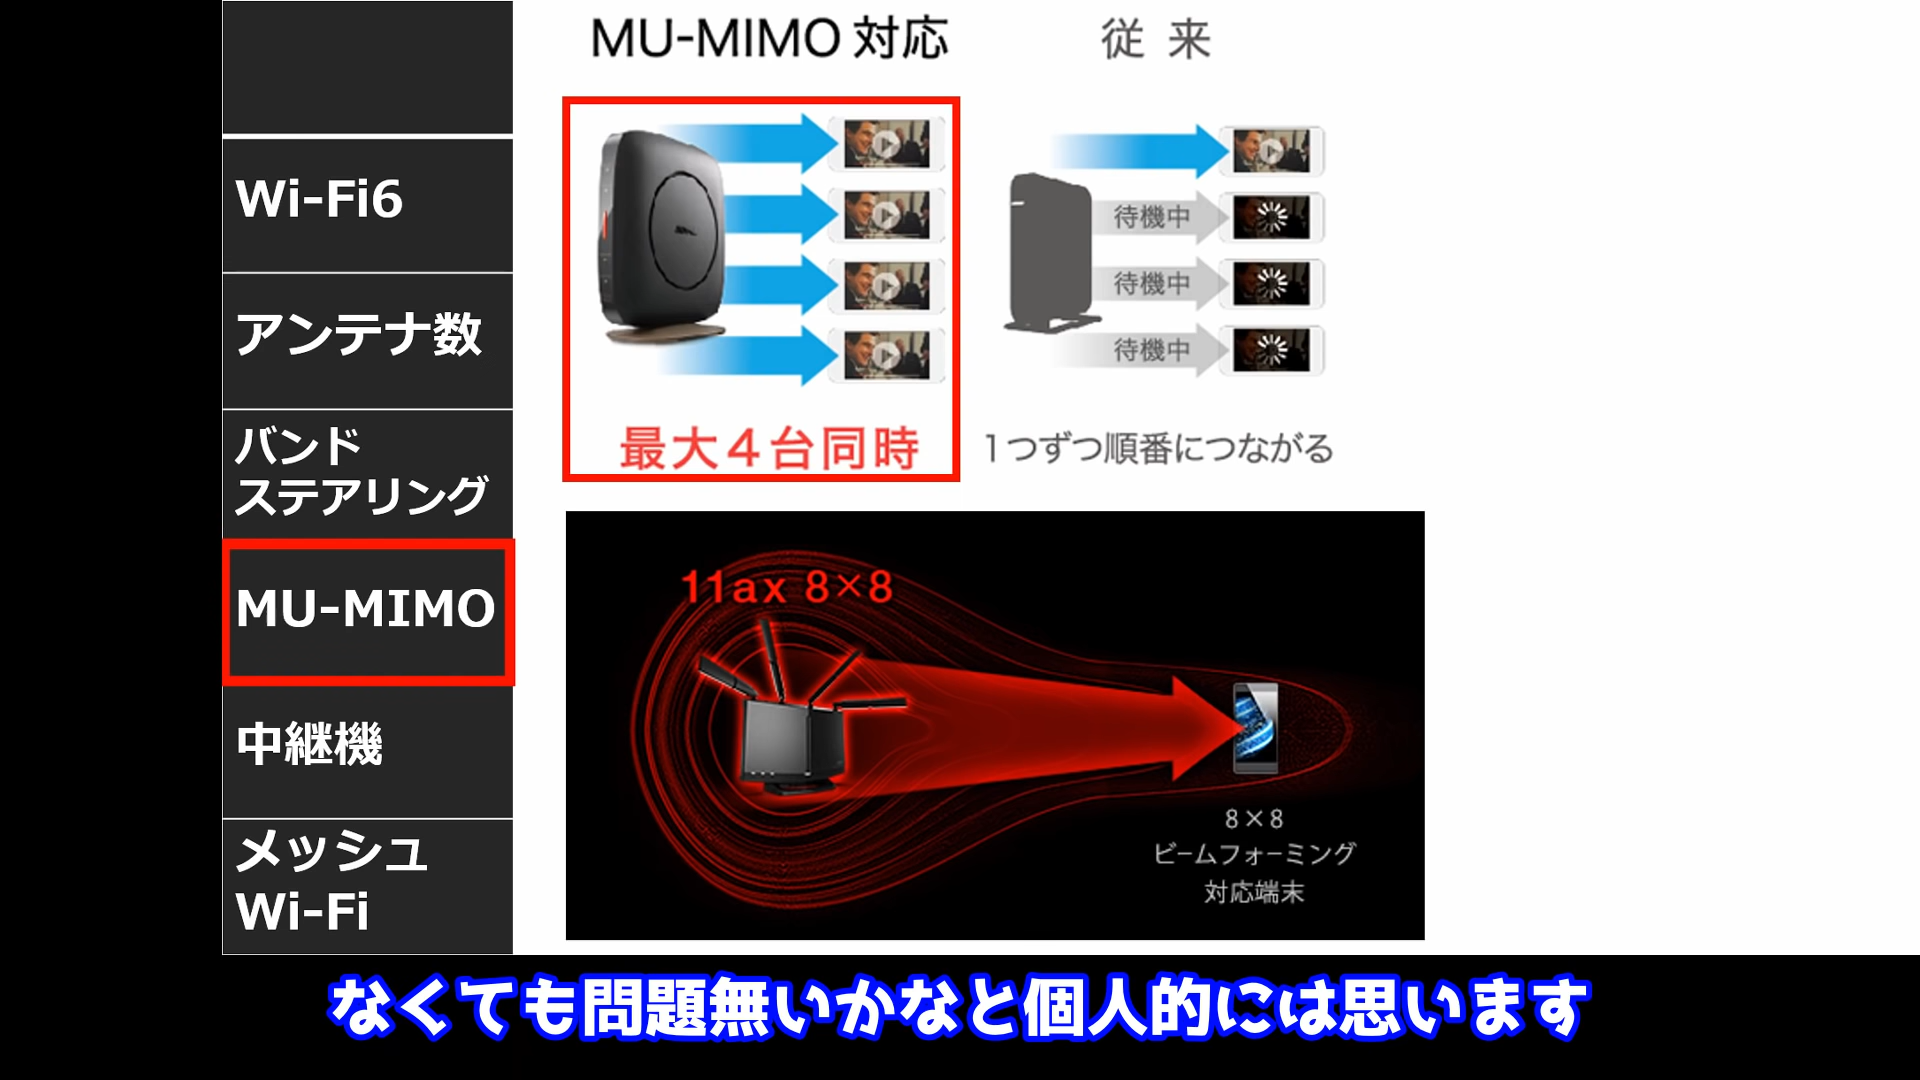 Wi-Fi6
アンテナ数
バンド
ステアリング
MU-MIMO
中継機
メッシュ
Wi-Fi
MU-MIMO 対応
従 来
待機中
待機中
待機中
最大4台同時
1つずつ順番につながる
11ax 8×8
8×8
ビームフォーミング
対応端末
なくても問題無いかなと個人的には思います